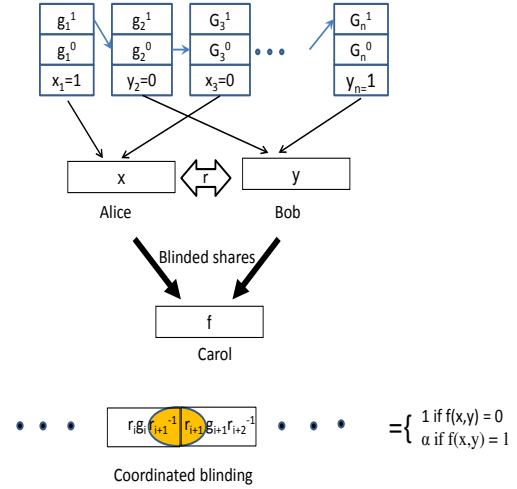 g₁¹ g₂¹ G₃¹ Gₙ¹
g₁⁰ g₂⁰ G₃⁰ Gₙ⁰
x₁=1 y₂=0 x₃=0 yₙ₌1
x r y
Alice Bob
Blinded shares
f
Carol
rᵢgᵢrᵢ₊₁⁻¹ rᵢ₊₁gᵢ₊₁rᵢ₊₂⁻¹ ={ 1 if f(x,y) = 0
α if f(x,y) = 1
Coordinated blinding